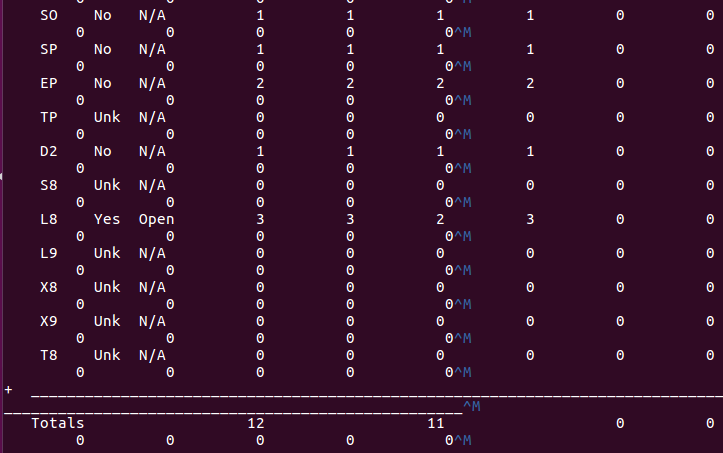 0 0 0 0 0^M
SO No N/A 1 1 1 1 0 0
0 0 0 0 0^M
SP No N/A 1 1 1 1 0 0
0 0 0 0 0^M
EP No N/A 2 2 2 2 0 0
0 0 0 0 0^M
TP Unk N/A 0 0 0 0 0 0
0 0 0 0 0^M
D2 No N/A 1 1 1 1 0 0
0 0 0 0 0^M
S8 Unk N/A 0 0 0 0 0 0
0 0 0 0 0^M
L8 Yes Open 3 3 2 3 0 0
0 0 0 0 0^M
L9 Unk N/A 0 0 0 0 0 0
0 0 0 0 0^M
X8 Unk N/A 0 0 0 0 0 0
0 0 0 0 0^M
X9 Unk N/A 0 0 0 0 0 0
0 0 0 0 0^M
T8 Unk N/A 0 0 0 0 0 0
0 0 0 0 0^M
+ _____________________________________________________________________________
___________________________________________________^M
Totals 12 11 0 0
0 0 0 0 0^M